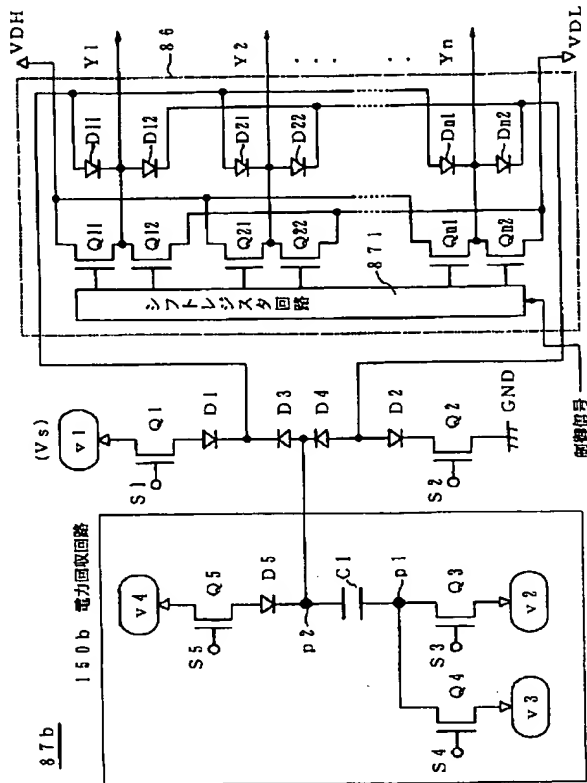 87b
150b 電力回収回路
v4
S5
Q5
D5
p2
C1
p1
S4
Q4
v3
S3
Q3
v2
(Vs)
v1
S1
Q1
D1
D3
D4
D2
S2
Q2
GND
制御信号
シフトレジスタ回路
871
Q11
Q12
Q21
Q22
Qn1
Qn2
D11
D12
D21
D22
Dn1
Dn2
VDH
Y1
86
Y2
Yn
VDL